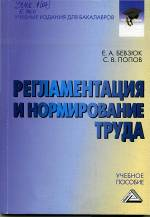 УЧЕБНЫЕ ИЗДАНИЯ ДЛЯ БАКАЛАВРОВ
Е. А. БЕВЗЮК
С. В. ПОПОВ
РЕГЛАМЕНТАЦИЯ
И НОРМИРОВАНИЕ
ТРУДА
УЧЕБНОЕ
ПОСОБИЕ